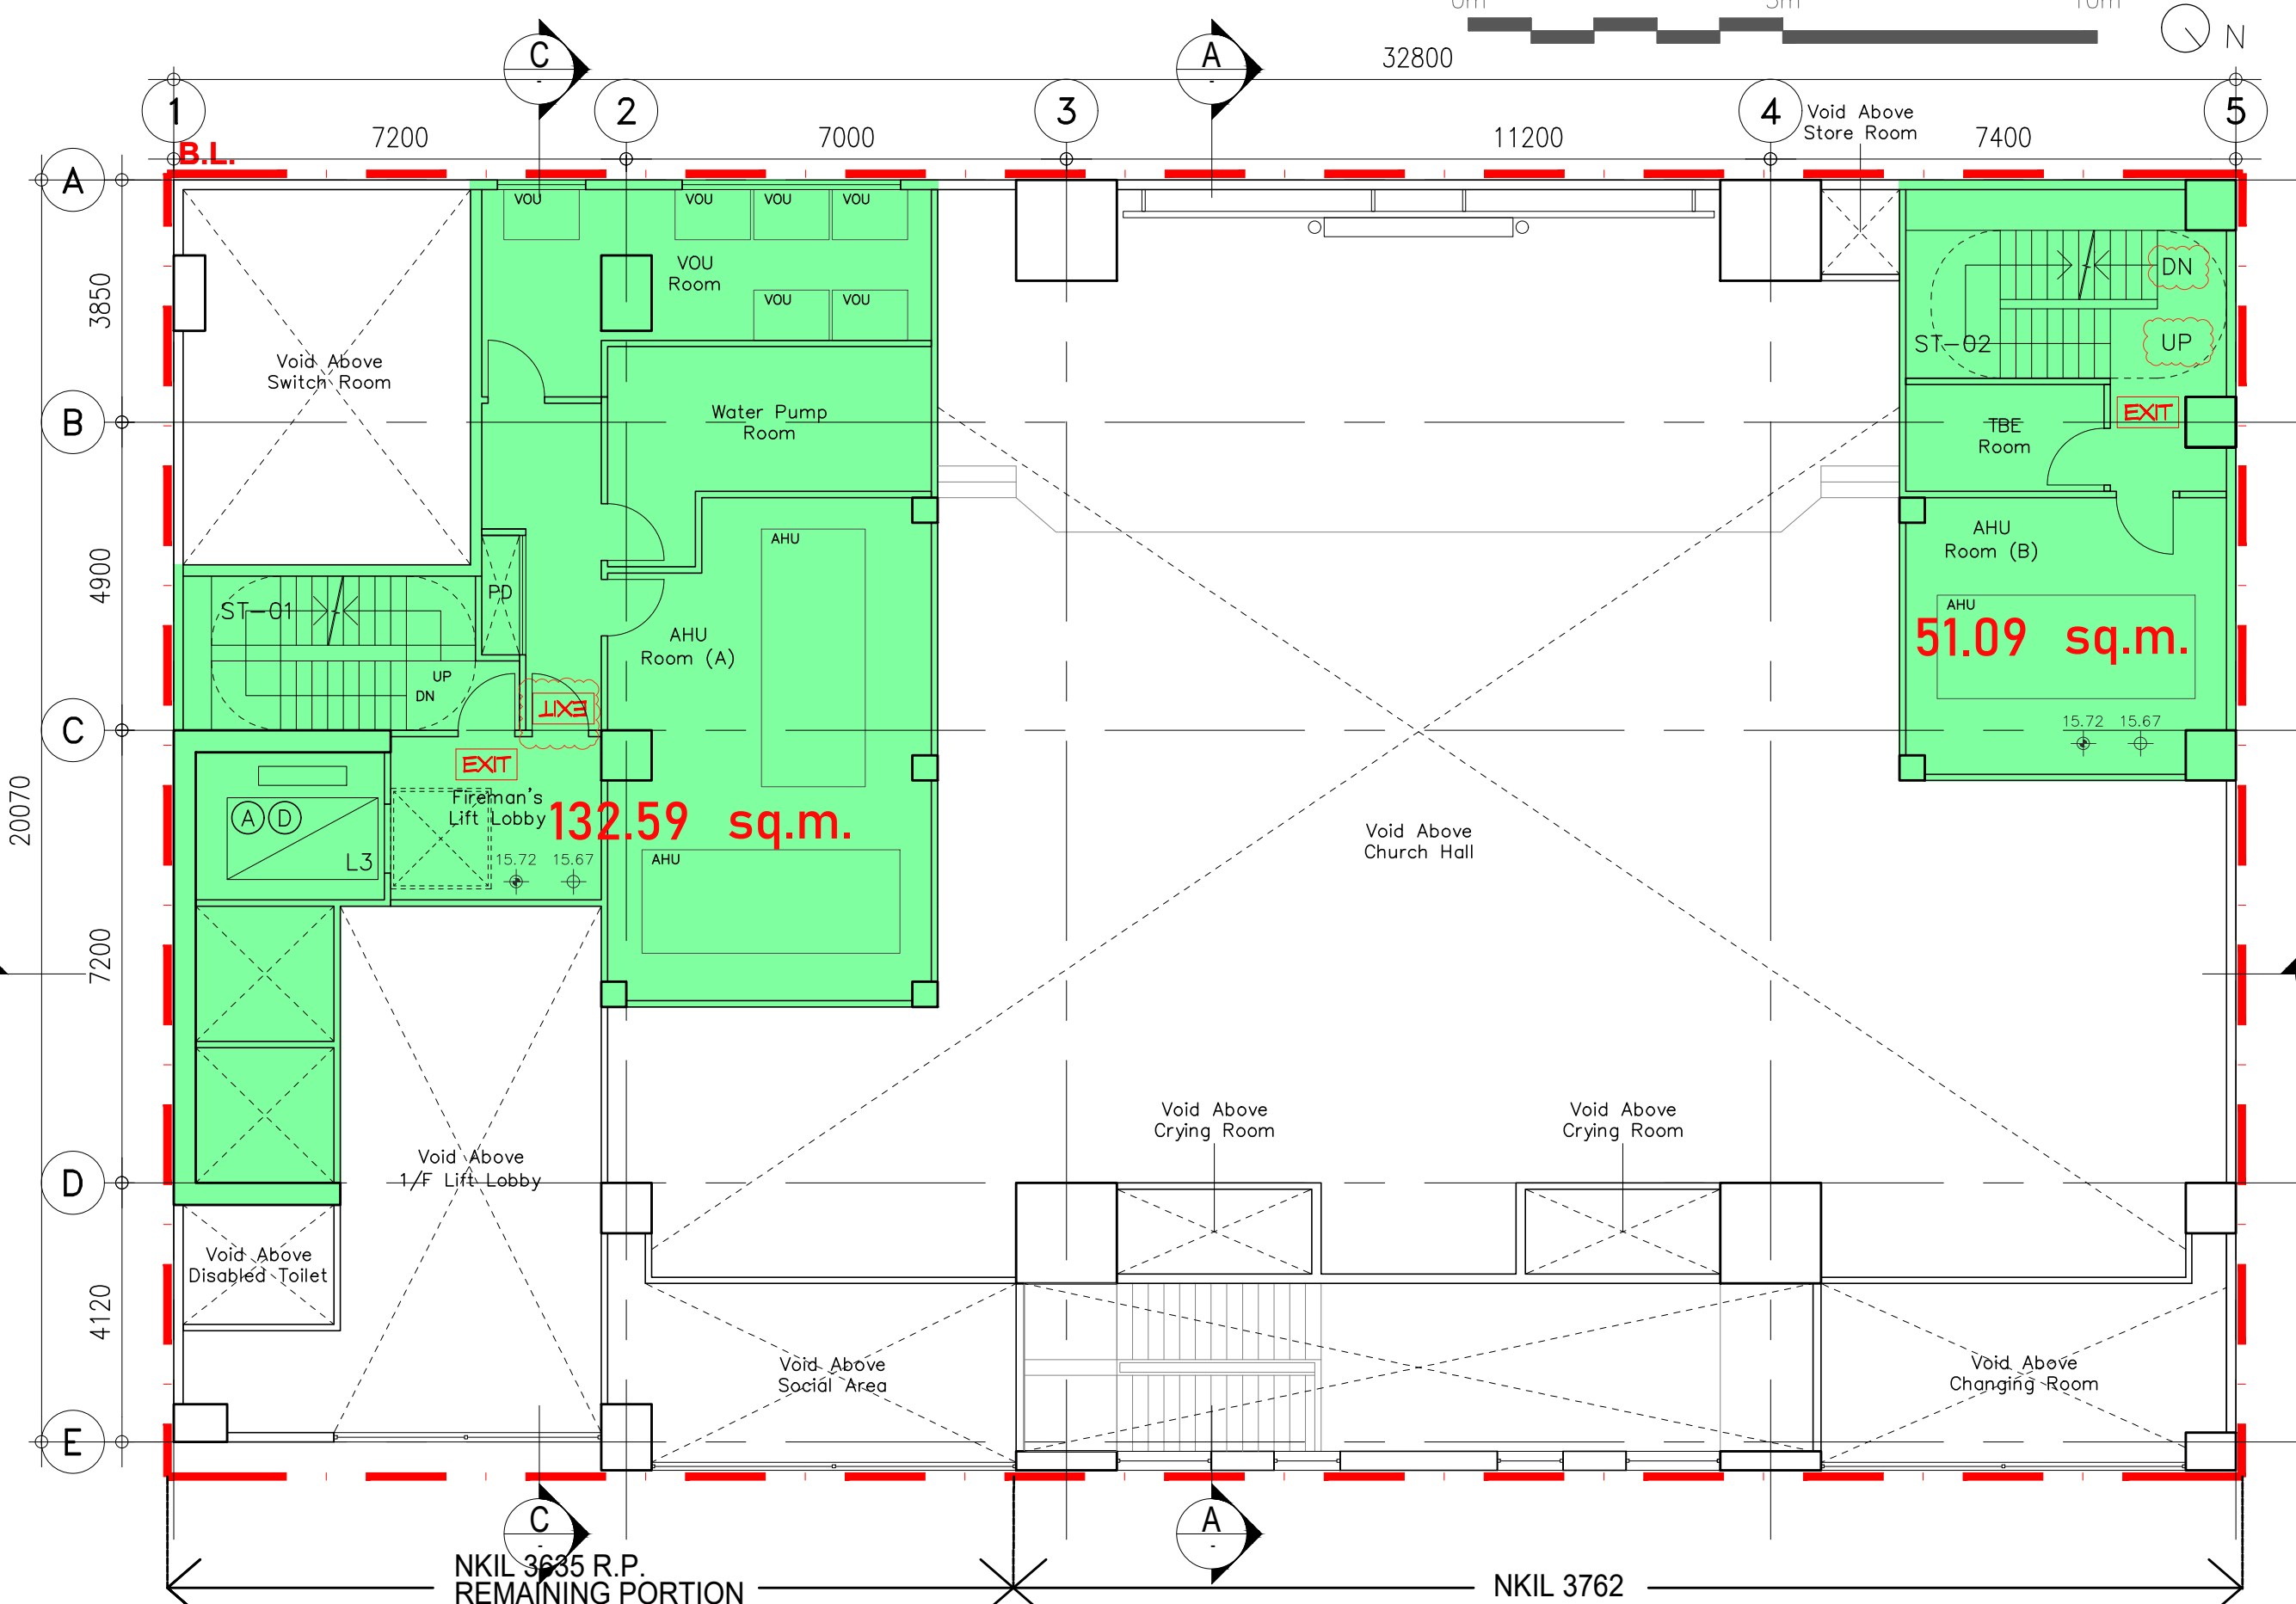 0m 5m 10m
N
C
-
A
-
32800
1
2
3
4
5
7200
7000
11200
7400
Void Above
Store Room
B.L.
A
B
C
D
E
3850
4900
7200
4120
20070
VOU
VOU
VOU
VOU
VOU
Room
VOU
VOU
Void Above
Switch Room
Water Pump
Room
DN
UP
ST-02
EXIT
TBE
Room
AHU
Room (B)
AHU
51.09 sq.m.
15.72 15.67
ST-01
PD
UP
DN
EXIT
AHU
AHU
Room (A)
EXIT
Fireman's
Lift Lobby
132.59 sq.m.
A D
L3
15.72 15.67
AHU
Void Above
Church Hall
Void Above
Crying Room
Void Above
Crying Room
Void Above
1/F Lift Lobby
Void Above
Disabled Toilet
Void Above
Social Area
Void Above
Changing Room
C
-
A
-
NKIL 3635 R.P.
REMAINING PORTION
NKIL 3762